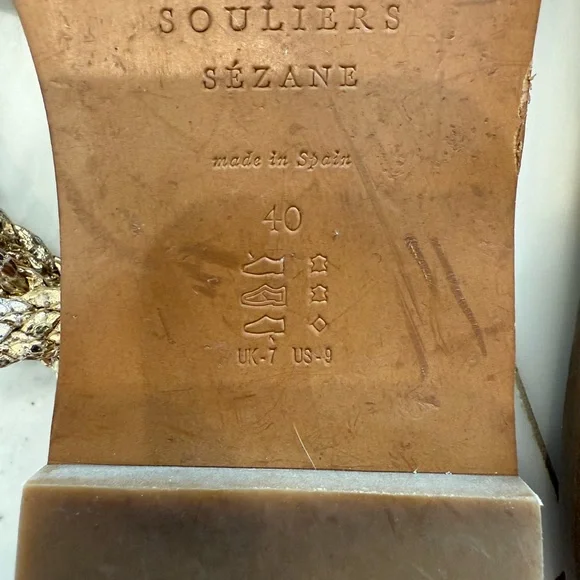 SOULIERS
SÉZANE
made in Spain
40
UK-7 US-9